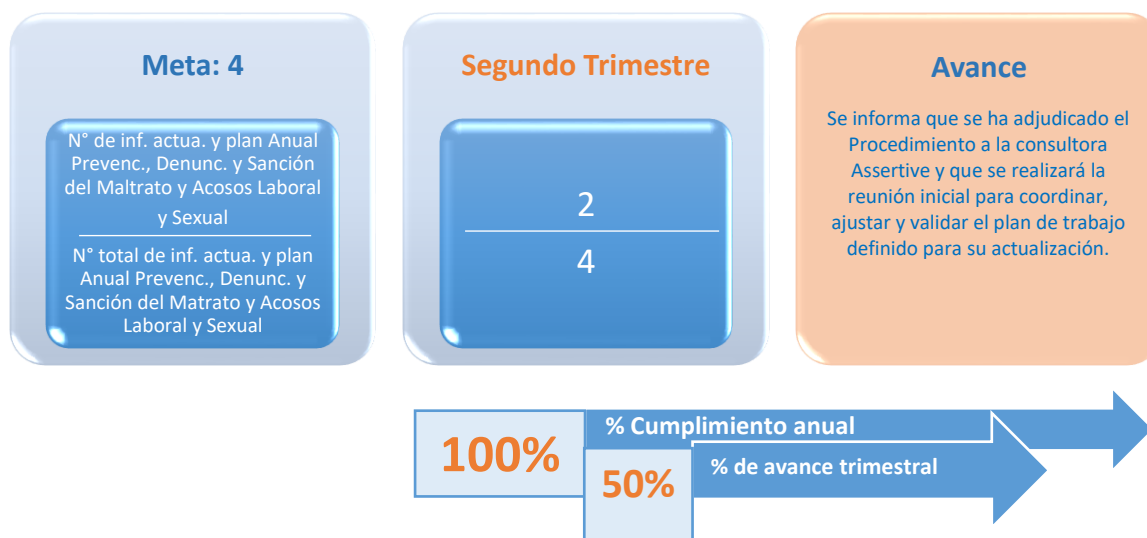 Meta: 4
N° de inf. actua. y plan Anual
Prevenc., Denunc. y Sanción
del Maltrato y Acosos Laboral
y Sexual
N° total de inf. actua. y plan
Anual Prevenc., Denunc. y
Sanción del Matrato y Acosos
Laboral y Sexual
Segundo Trimestre
2
4
Avance
Se informa que se ha adjudicado el
Procedimiento a la consultora
Assertive y que se realizará la
reunión inicial para coordinar,
ajustar y validar el plan de trabajo
definido para su actualización.
100%
% Cumplimiento anual
50%
% de avance trimestral